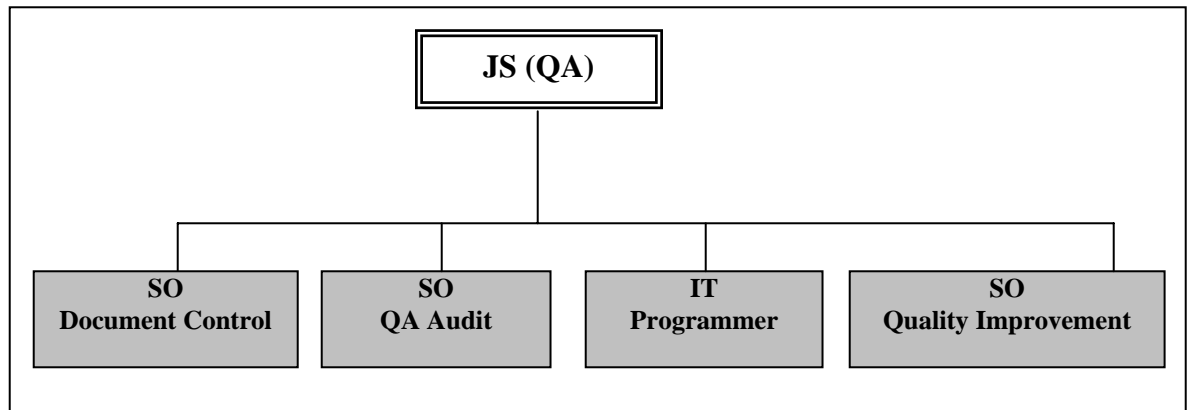 JS (QA)
SO
Document Control
SO
QA Audit
IT
Programmer
SO
Quality Improvement